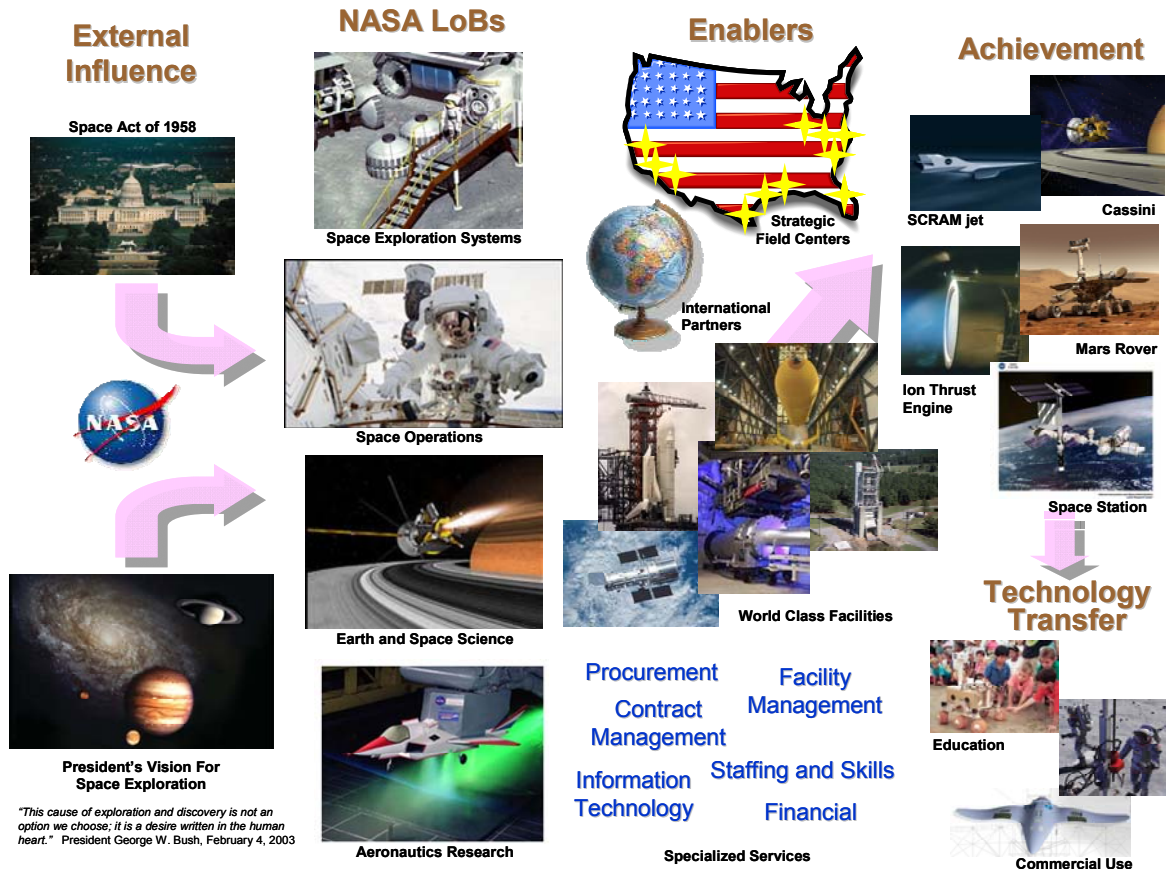 External
Influence
Space Act of 1958
NASA
President's Vision For
Space Exploration
"This cause of exploration and discovery is not an
option we choose; it is a desire written in the human
heart." President George W. Bush, February 4, 2003
NASA LoBs
Space Exploration Systems
Space Operations
Earth and Space Science
Aeronautics Research
Enablers
Strategic
Field Centers
International
Partners
World Class Facilities
Procurement
Facility
Management
Contract
Management
Information
Technology
Staffing and Skills
Financial
Specialized Services
Achievement
SCRAM jet
Cassini
Mars Rover
Ion Thrust
Engine
Space Station
Technology
Transfer
Education
Commercial Use